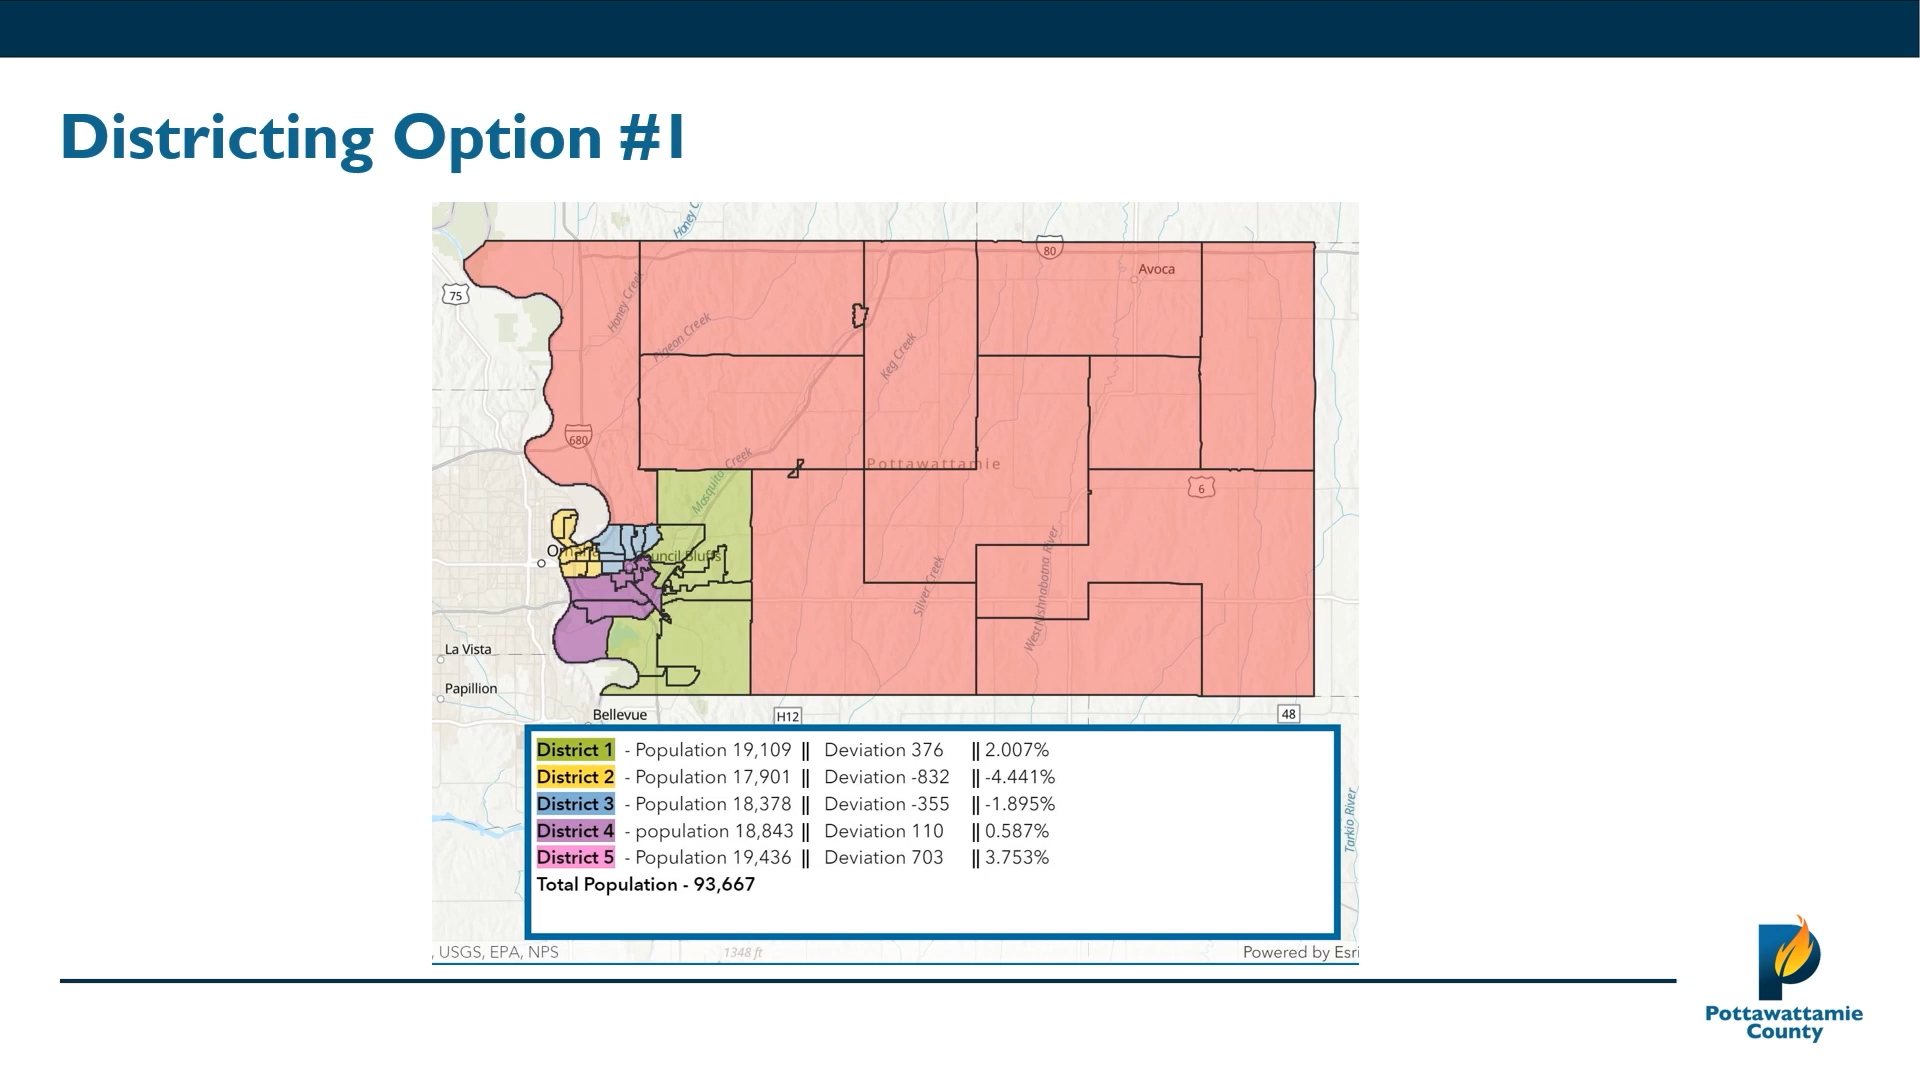 Districting Option #1
Honey C
80
Avoca
75
Honey Creek
Pigeon Creek
Keg Creek
680
Mosquito Creek
Pottawattamie
6
Council Bluffs
Silver Creek
West Nishnabotna River
La Vista
Papillion
Bellevue
H12
48
District 1 - Population 19,109 || Deviation 376 || 2.007%
District 2 - Population 17,901 || Deviation -832 || -4.441%
District 3 - Population 18,378 || Deviation -355 || -1.895%
District 4 - population 18,843 || Deviation 110 || 0.587%
District 5 - Population 19,436 || Deviation 703 || 3.753%
Total Population - 93,667
Tarkio River
, USGS, EPA, NPS
1348 ft
Powered by Esri
Pottawattamie
County